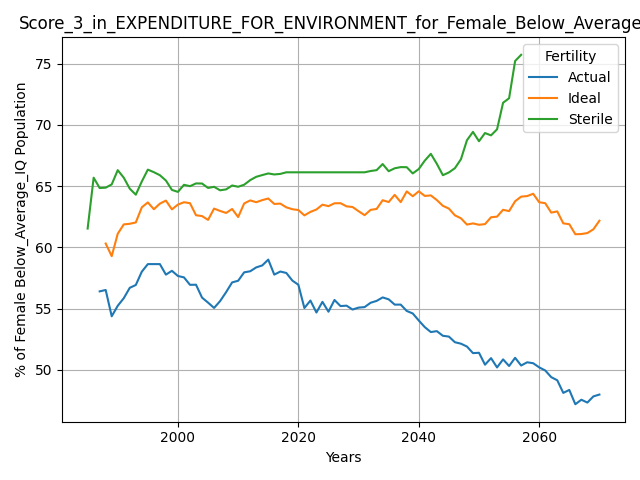 Score_3_in_EXPENDITURE_FOR_ENVIRONMENT_for_Female_Below_Average
Fertility
Actual
Ideal
Sterile
% of Female Below_Average_IQ Population
75
70
65
60
55
50
2000
2020
2040
2060
Years